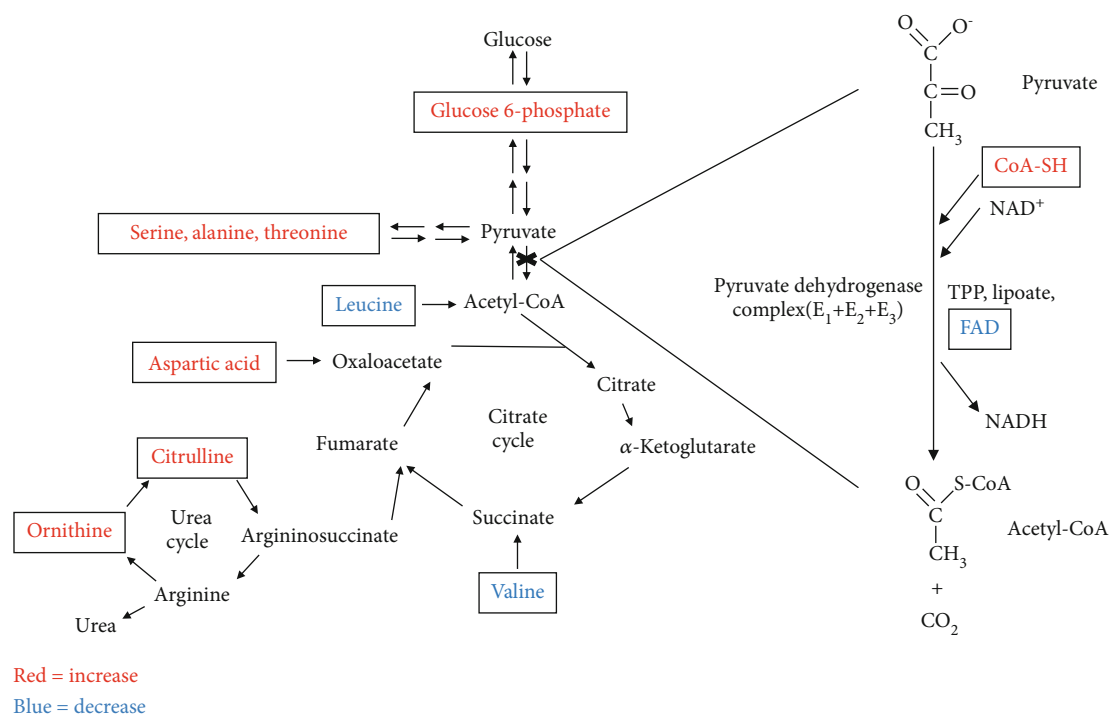 Glucose
Glucose 6-phosphate
Serine, alanine, threonine
Pyruvate
Leucine
Acetyl-CoA
Aspartic acid
Oxaloacetate
Citrate
Citrate
cycle
Fumarate
α-Ketoglutarate
Citrulline
Succinate
Ornithine
Urea
cycle
Argininosuccinate
Arginine
Valine
Urea
Red = increase
Blue = decrease
O
O-
C
C=O
CH3
Pyruvate
CoA-SH
NAD+
Pyruvate dehydrogenase
complex(E1+E2+E3)
TPP, lipoate,
FAD
NADH
O
S-CoA
C
CH3
Acetyl-CoA
+
CO2